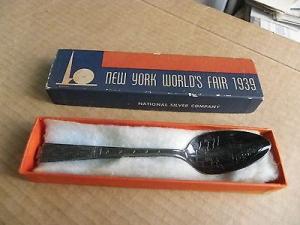 NEW YORK WORLD'S FAIR 1939
NATIONAL SILVER COMPANY